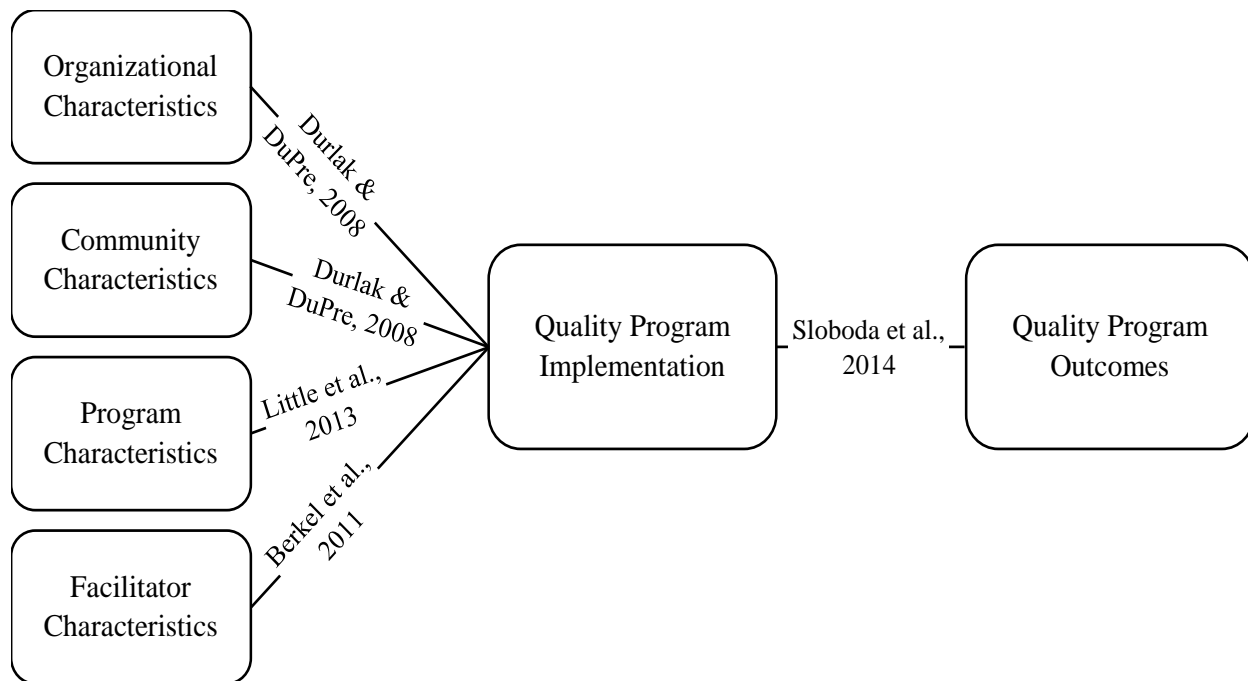 Organizational
Characteristics
Durlak &
DuPre, 2008
Community
Characteristics
Durlak &
DuPre, 2008
Program
Characteristics
Little et al.,
2013
Facilitator
Characteristics
Berkel et al.,
2011
Quality Program
Implementation
Sloboda et al.,
2014
Quality Program
Outcomes